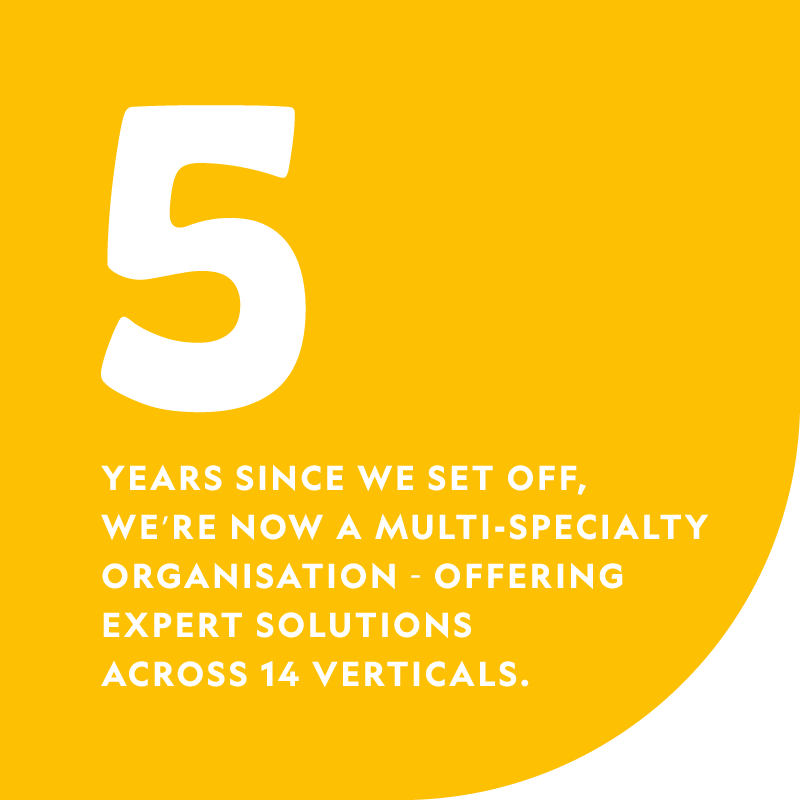 5
YEARS SINCE WE SET OFF,
WE'RE NOW A MULTI-SPECIALTY
ORGANISATION - OFFERING
EXPERT SOLUTIONS
ACROSS 14 VERTICALS.